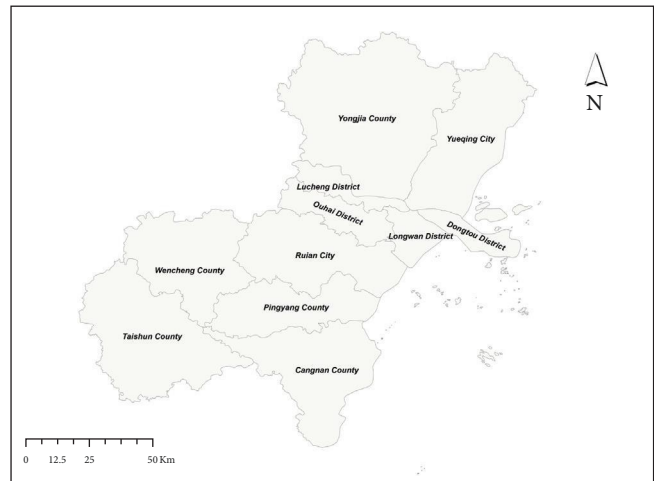 N
Yongjia County
Yueqing City
Lucheng District
Ouhai District
Dongtou District
Longwan District
Ruian City
Wencheng County
Pingyang County
Taishun County
Cangnan County
0 12.5 25 50 Km